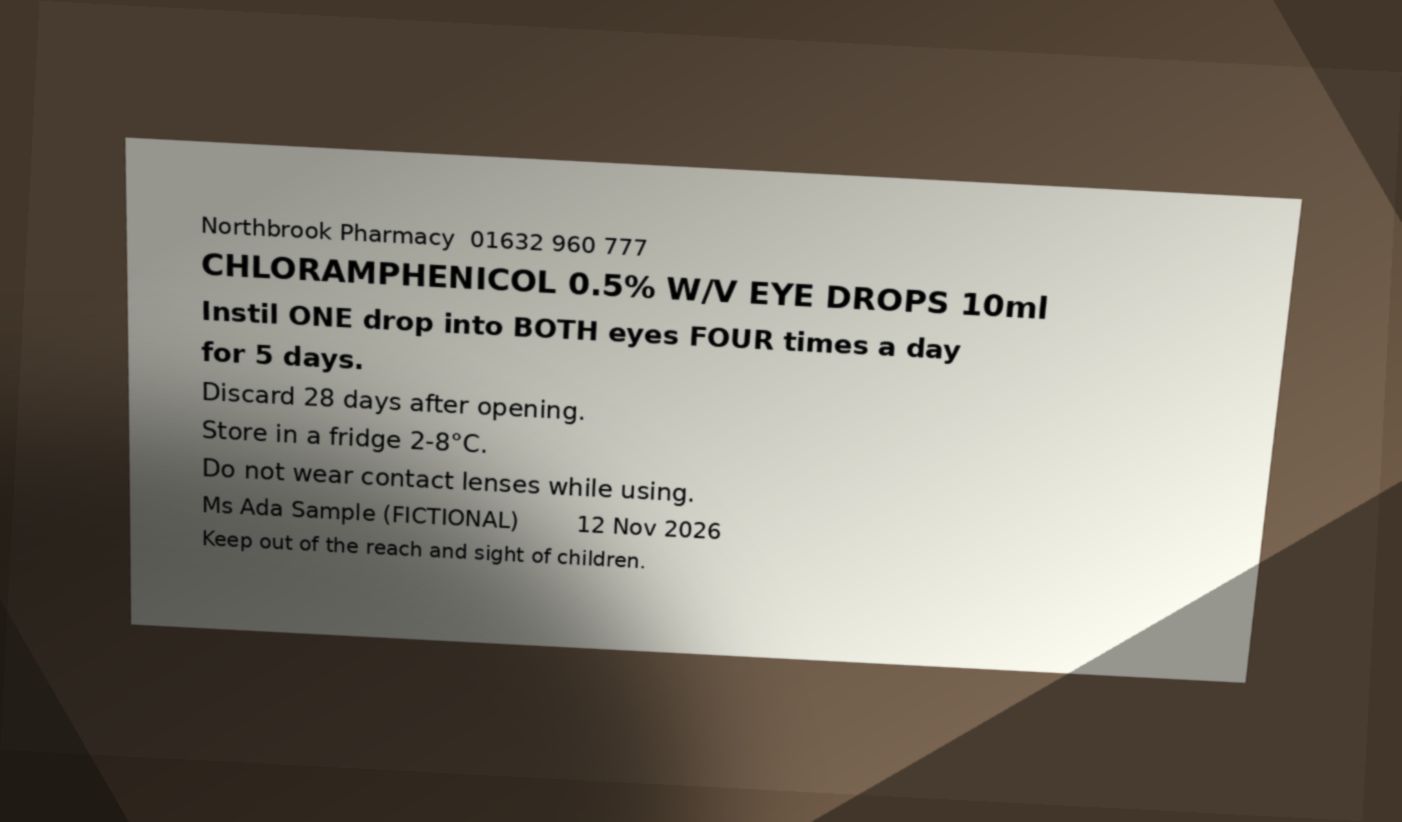 Northbrook Pharmacy 01632 960 777
CHLORAMPHENICOL 0.5% W/V EYE DROPS 10ml
Instil ONE drop into BOTH eyes FOUR times a day
for 5 days.
Discard 28 days after opening.
Store in a fridge 2-8°C.
Do not wear contact lenses while using.
Ms Ada Sample (FICTIONAL) 12 Nov 2026
Keep out of the reach and sight of children.